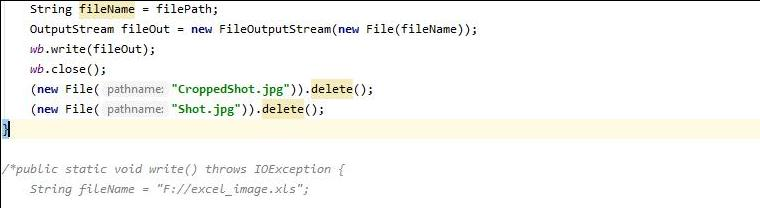 String fileName = filePath;
OutputStream fileOut = new FileOutputStream(new File(fileName));
wb.write(fileOut);
wb.close();
(new File( pathname: "CroppedShot.jpg")).delete();
(new File( pathname: "Shot.jpg")).delete();
}
/*public static void write() throws IOException {
String fileName = "F://excel_image.xls";